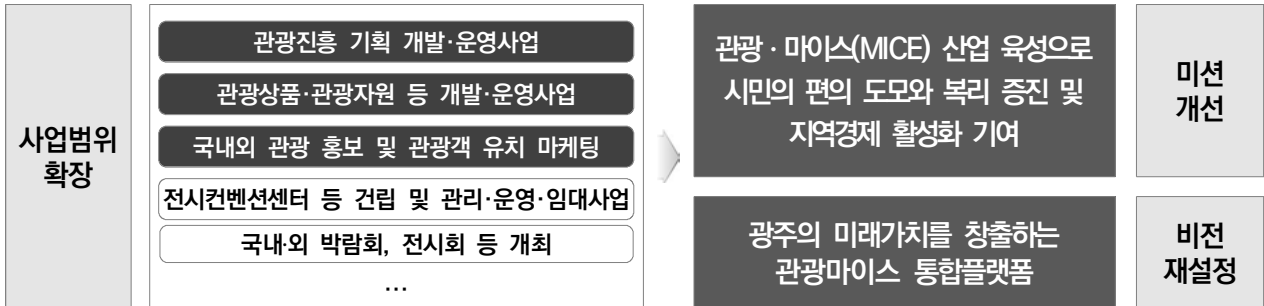 사업범위
확장
관광진흥 기획 개발·운영사업
관광상품·관광자원 등 개발·운영사업
국내외 관광 홍보 및 관광객 유치 마케팅
전시컨벤션센터 등 건립 및 관리·운영·임대사업
국내·외 박람회, 전시회 등 개최
…
관광·마이스(MICE) 산업 육성으로
시민의 편의 도모와 복리 증진 및
지역경제 활성화 기여
미션
개선
광주의 미래가치를 창출하는
관광마이스 통합플랫폼
비전
재설정